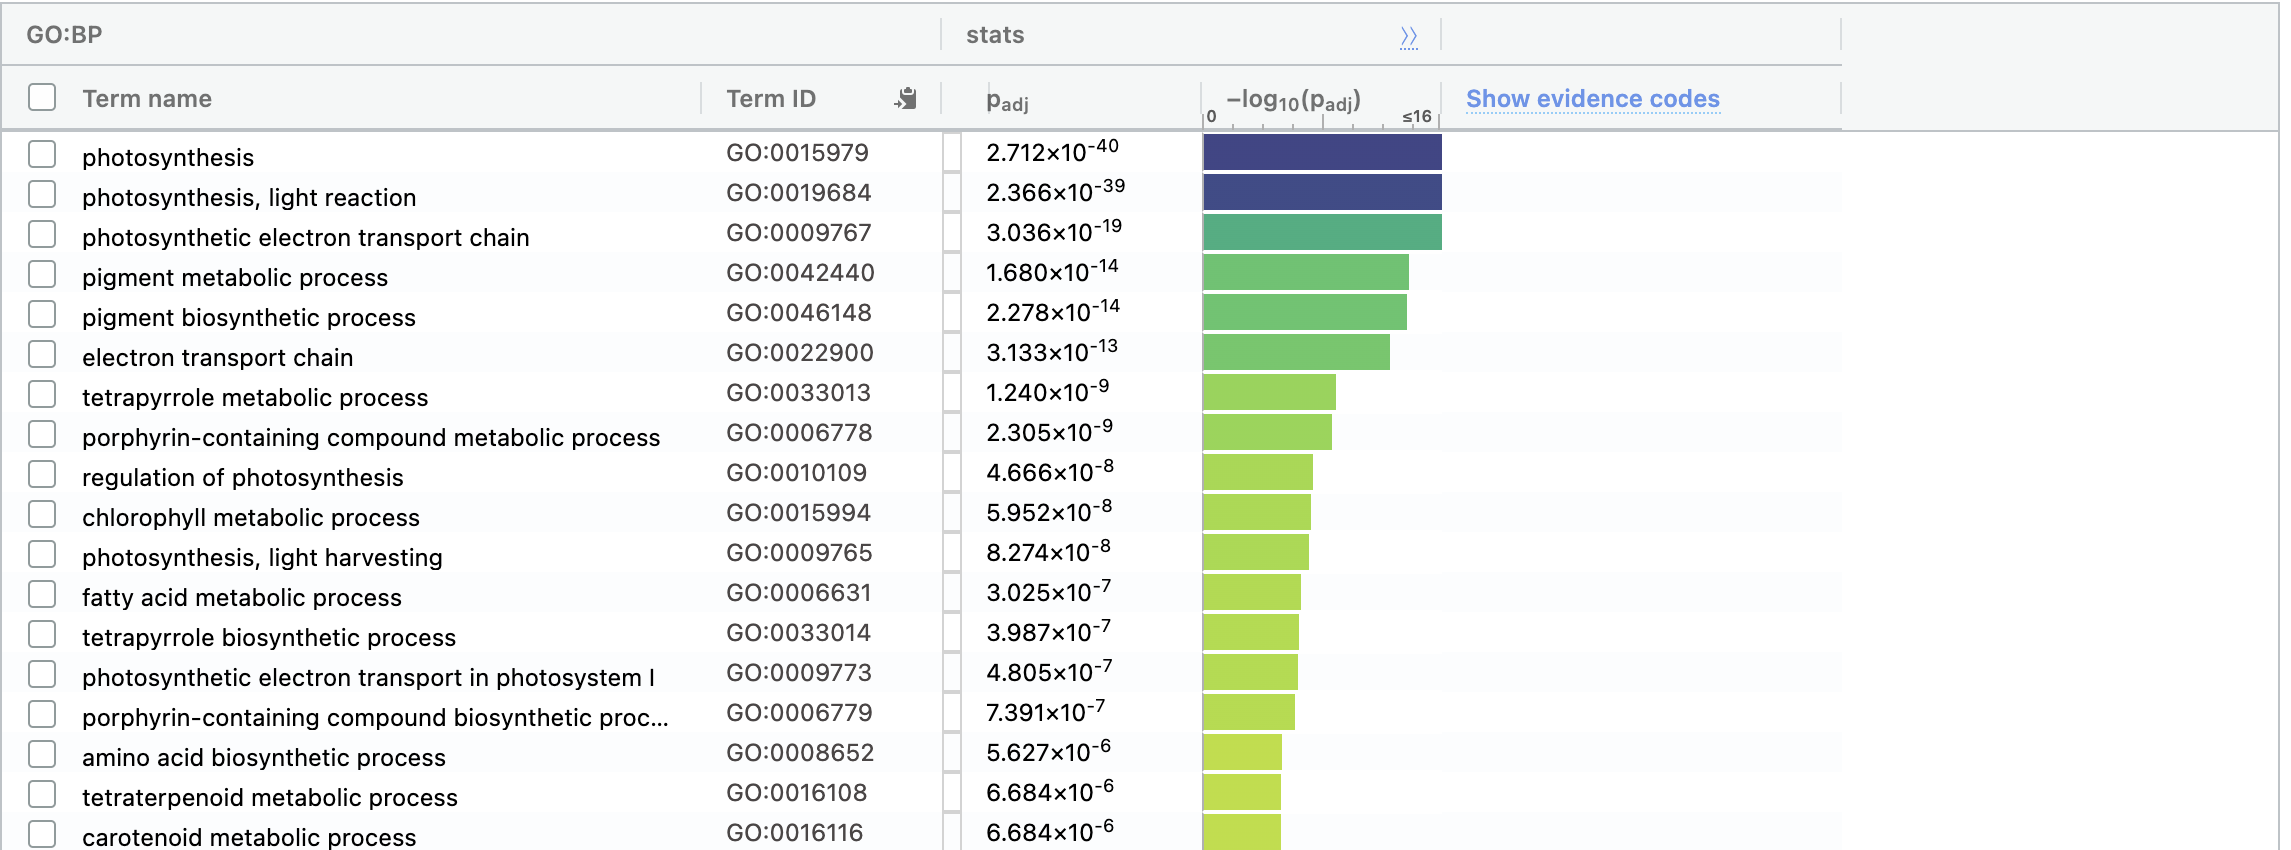 GO:BP stats »
Term name Term ID p_adj −log₁₀(p_adj) Show evidence codes
0 ≤16
photosynthesis GO:0015979 2.712×10⁻⁴⁰
photosynthesis, light reaction GO:0019684 2.366×10⁻³⁹
photosynthetic electron transport chain GO:0009767 3.036×10⁻¹⁹
pigment metabolic process GO:0042440 1.680×10⁻¹⁴
pigment biosynthetic process GO:0046148 2.278×10⁻¹⁴
electron transport chain GO:0022900 3.133×10⁻¹³
tetrapyrrole metabolic process GO:0033013 1.240×10⁻⁹
porphyrin-containing compound metabolic process GO:0006778 2.305×10⁻⁹
regulation of photosynthesis GO:0010109 4.666×10⁻⁸
chlorophyll metabolic process GO:0015994 5.952×10⁻⁸
photosynthesis, light harvesting GO:0009765 8.274×10⁻⁸
fatty acid metabolic process GO:0006631 3.025×10⁻⁷
tetrapyrrole biosynthetic process GO:0033014 3.987×10⁻⁷
photosynthetic electron transport in photosystem I GO:0009773 4.805×10⁻⁷
porphyrin-containing compound biosynthetic proc... GO:0006779 7.391×10⁻⁷
amino acid biosynthetic process GO:0008652 5.627×10⁻⁶
tetraterpenoid metabolic process GO:0016108 6.684×10⁻⁶
carotenoid metabolic process GO:0016116 6.684×10⁻⁶